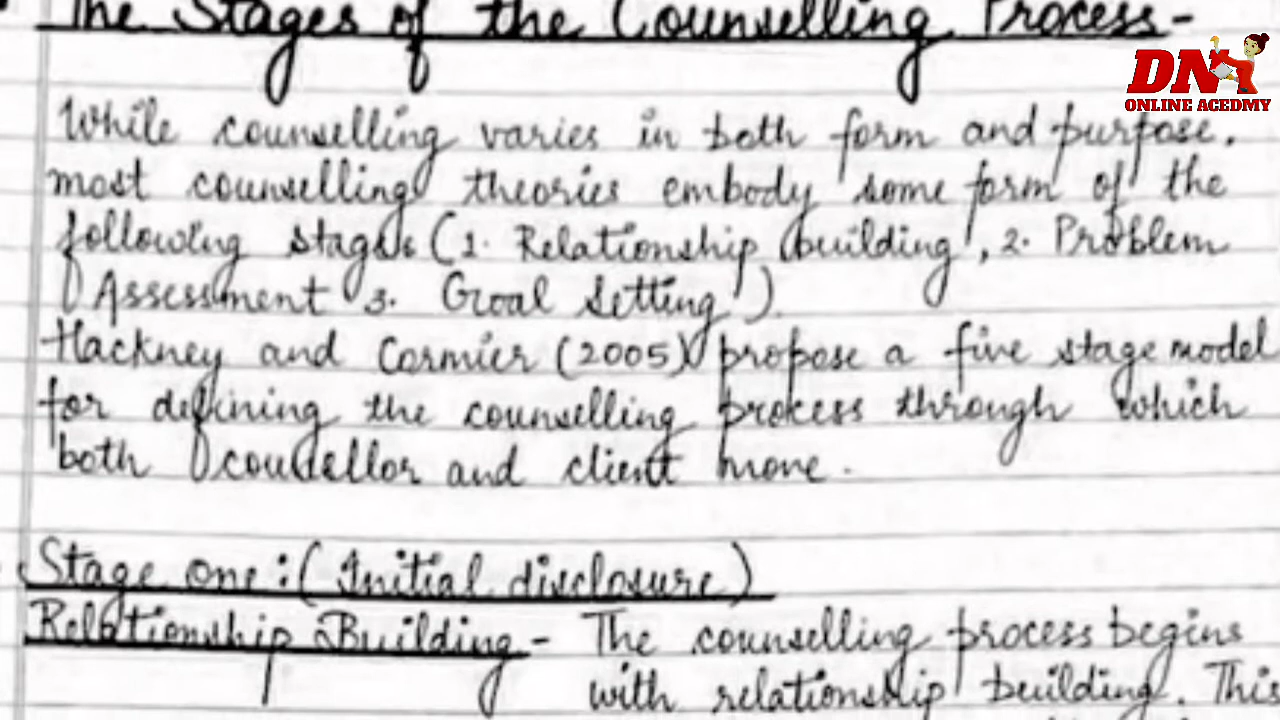 The Stages of the Counselling Process -
DNA
ONLINE ACEDMY
While counselling varies in both form and purpose.
most counselling theories embody some form of the
following stages (1. Relationship building, 2. Problem
Assessment 3. Goal Setting)
Hackney and Cormier (2005) propose a five stage model
for defining the counselling process through which
both counsellor and client move.
Stage one : (Initial disclosure)
Relationship Building - The counselling process begins
with relationship building. This